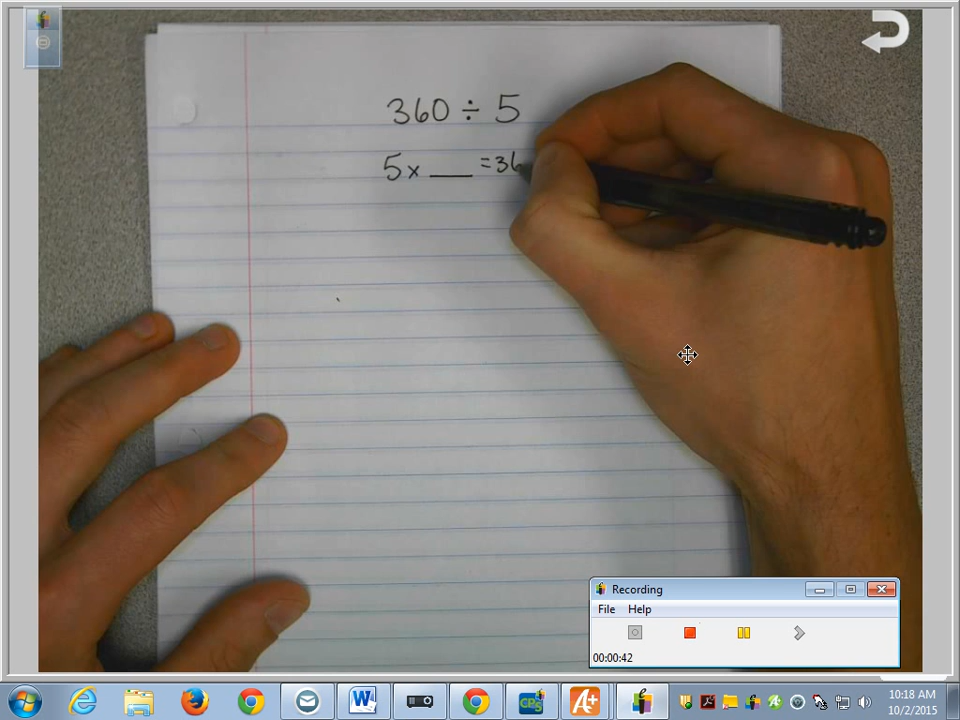 360 ÷ 5
5 x ___ = 36
Recording
File Help
00:00:42
10:18 AM
10/2/2015